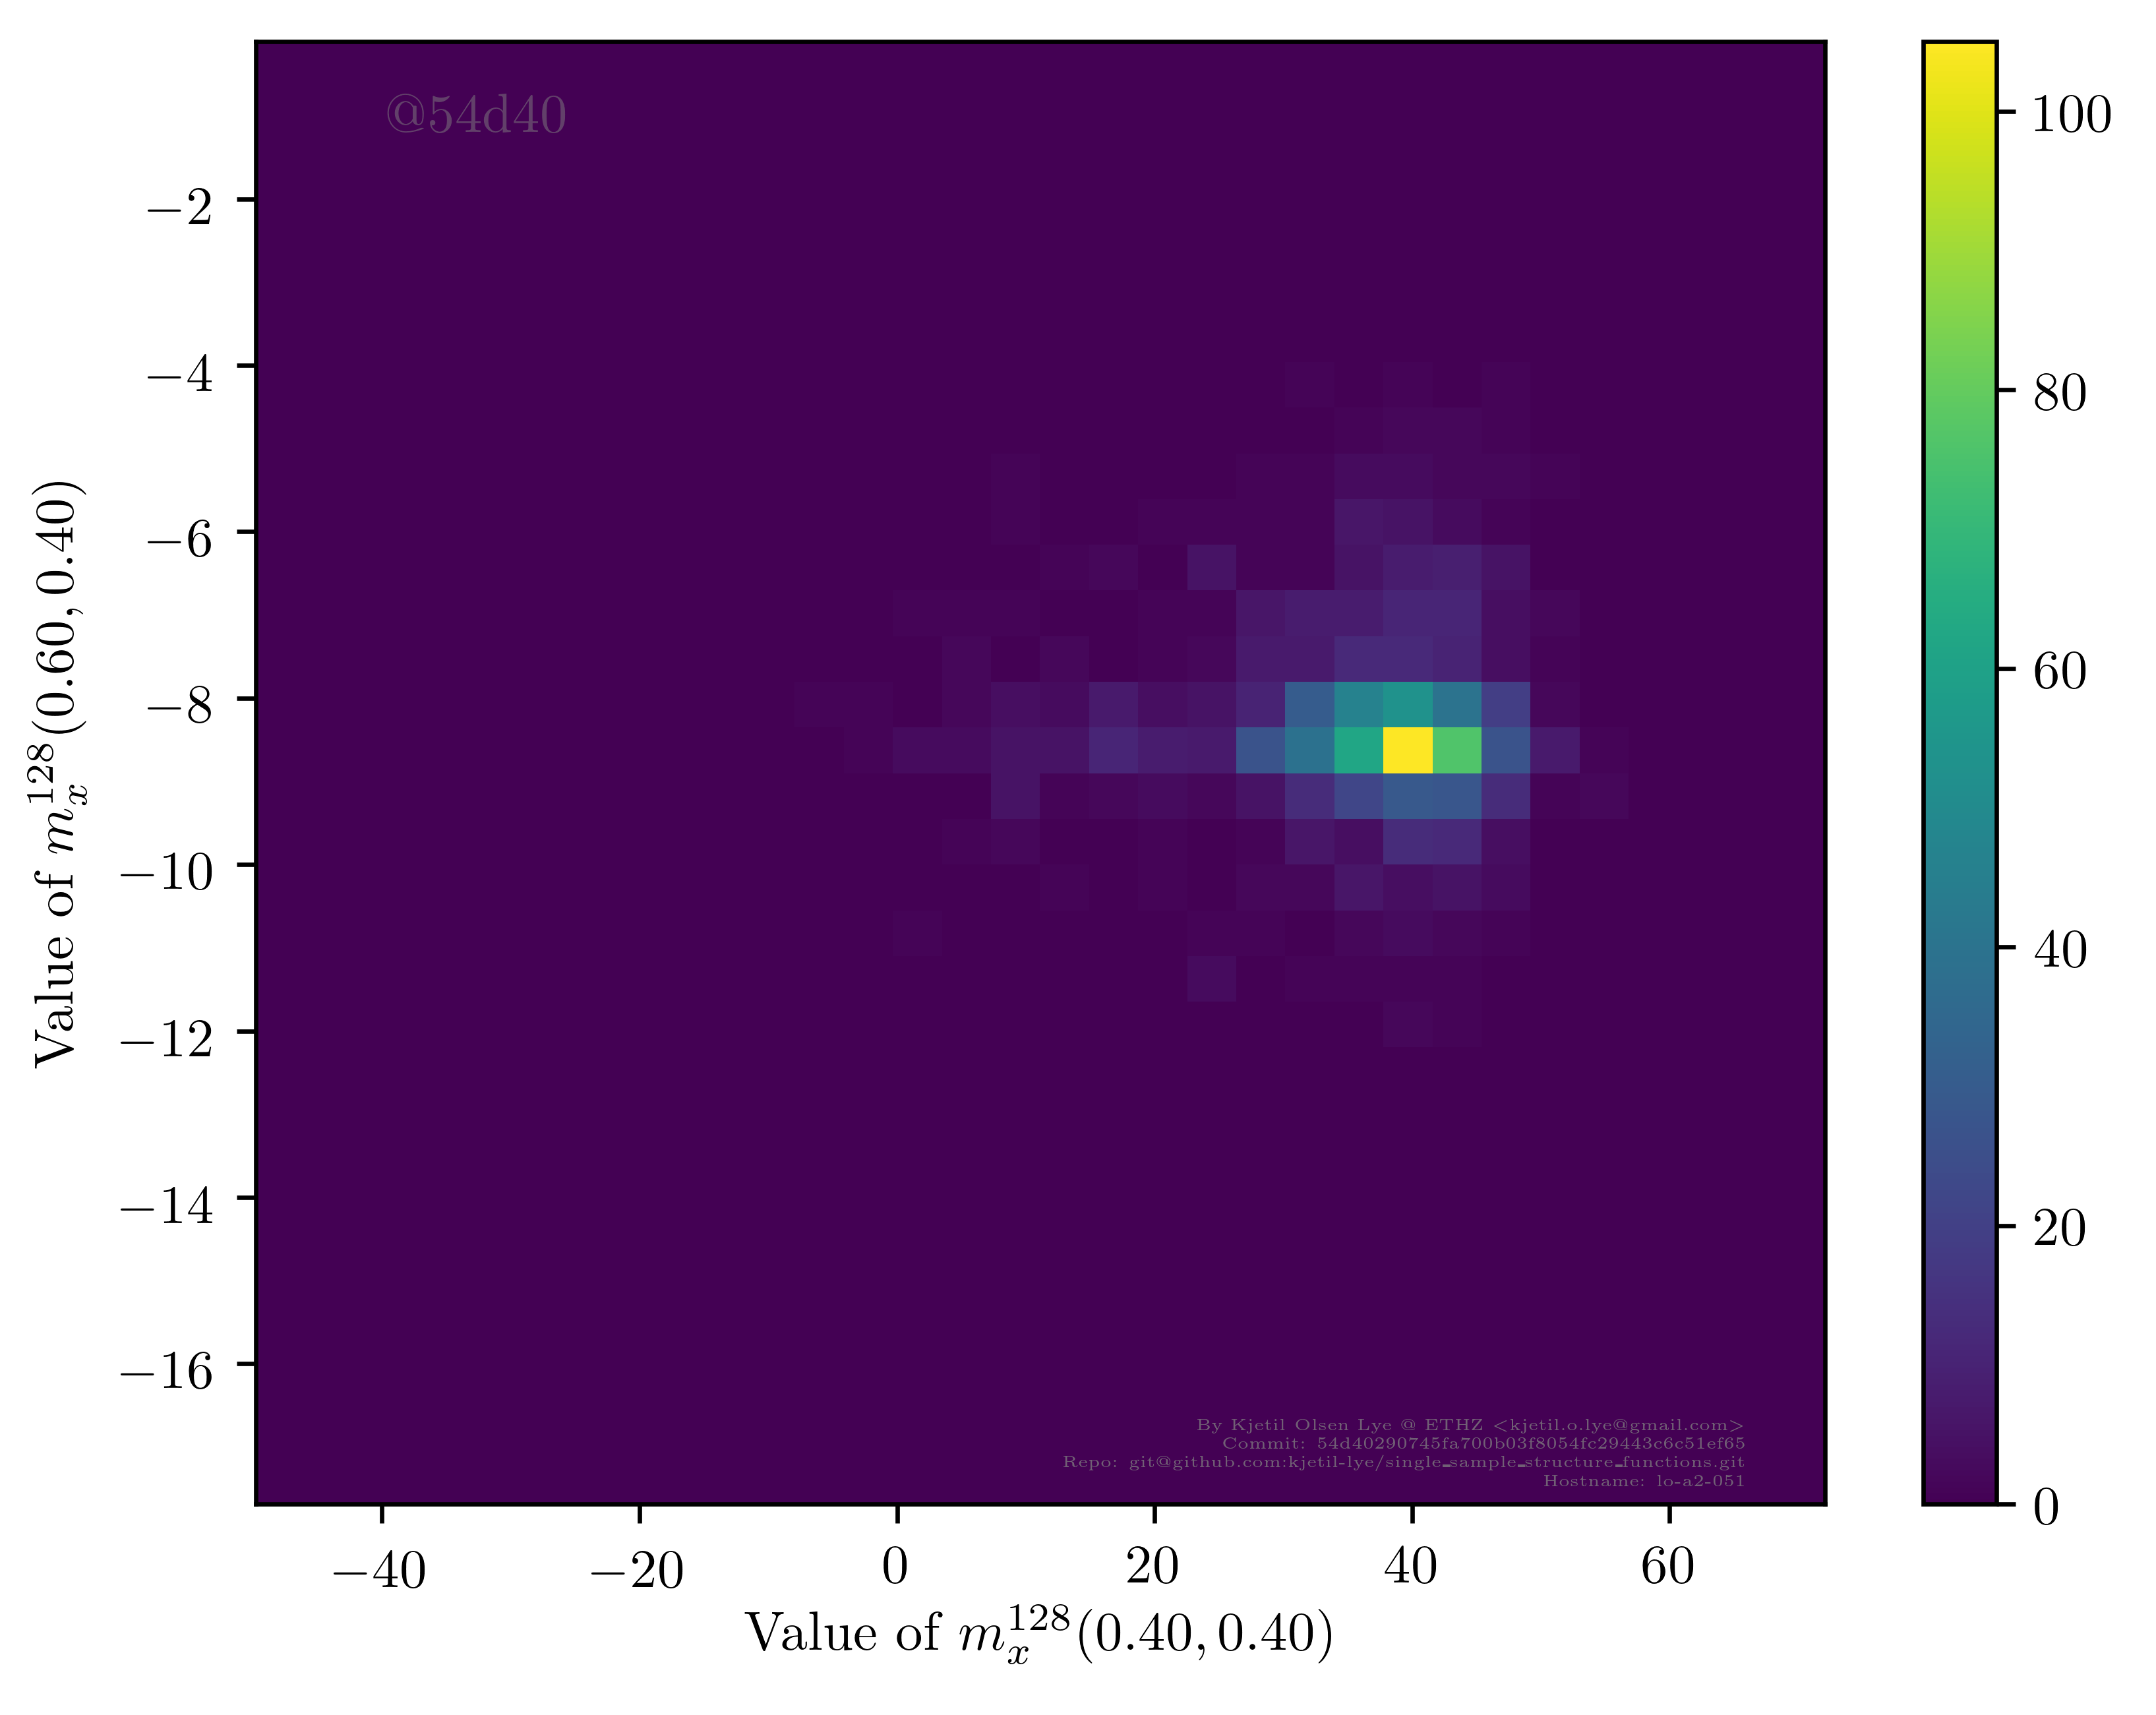 @54d40
−2
−4
−6
−8
−10
−12
−14
−16
Value of $m_x^{128}(0.60, 0.40)$
−40 −20 0 20 40 60
Value of $m_x^{128}(0.40, 0.40)$
100
80
60
40
20
0
By Kjetil Olsen Lye @ ETHZ <kjetil.o.lye@gmail.com>
Commit: 54d40290745fa700b03f8054fc29443c6c51ef65
Repo: git@github.com:kjetil-lye/single_sample_structure_functions.git
Hostname: lo-a2-051